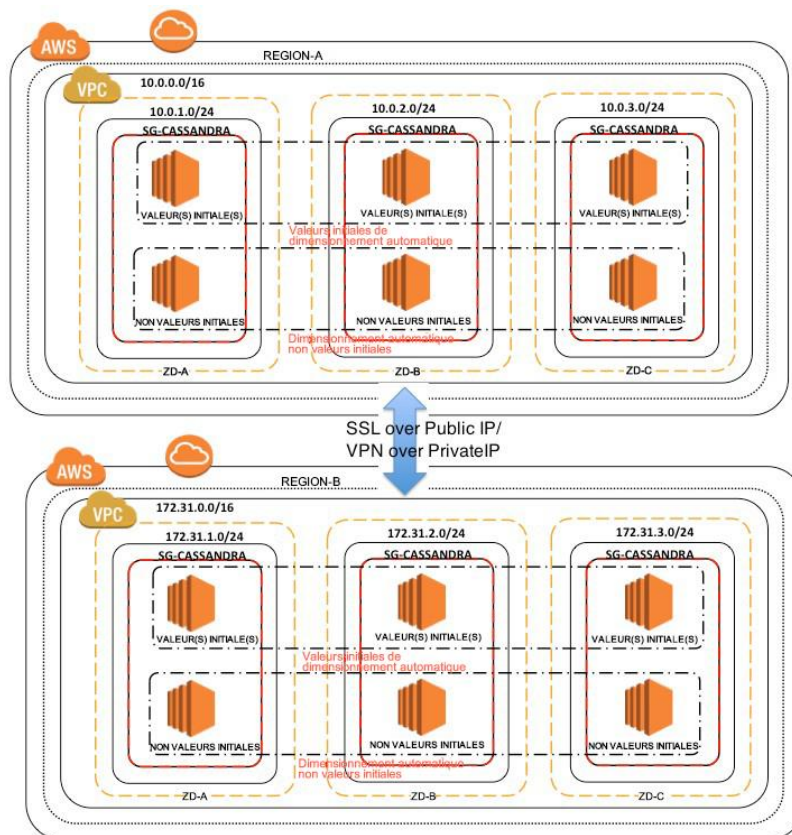 AWS
REGION-A
VPC
10.0.0.0/16
10.0.1.0/24
10.0.2.0/24
10.0.3.0/24
SG-CASSANDRA
SG-CASSANDRA
SG-CASSANDRA
VALEUR(S) INITIALE(S)
VALEUR(S) INITIALE(S)
VALEUR(S) INITIALE(S)
Valeurs initiales de
dimensionnement automatique
NON VALEURS INITIALES
NON VALEURS INITIALES
NON VALEURS INITIALES
Dimensionnement automatique
non valeurs initiales
ZD-A
ZD-B
ZD-C
SSL over Public IP/
VPN over PrivateIP
AWS
REGION-B
VPC
172.31.0.0/16
172.31.1.0/24
172.31.2.0/24
172.31.3.0/24
SG-CASSANDRA
SG-CASSANDRA
SG-CASSANDRA
VALEUR(S) INITIALE(S)
VALEUR(S) INITIALE(S)
VALEUR(S) INITIALE(S)
Valeurs initiales de
dimensionnement automatique
NON VALEURS INITIALES
NON VALEURS INITIALES
NON VALEURS INITIALES
Dimensionnement automatique
non valeurs initiales
ZD-A
ZD-B
ZD-C